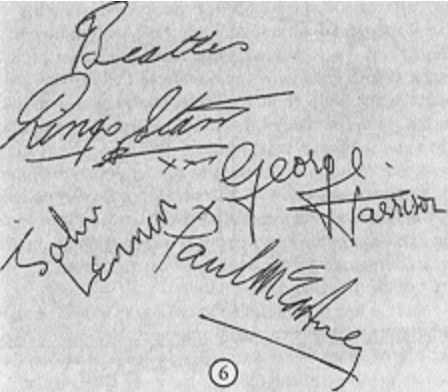 Beatles
Ringo Starr
xxx
George
Harrison
John
Lennon x
Paul McCartney
6